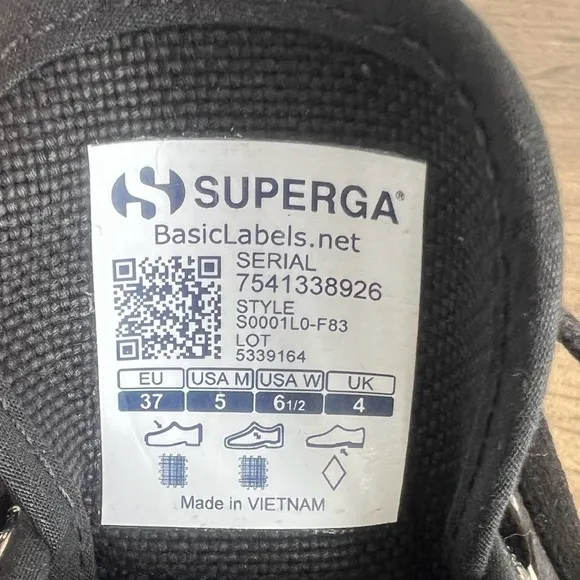 SUPERGA®
BasicLabels.net
SERIAL
7541338926
STYLE
S0001L0-F83
LOT
5339164
EU USA M USA W UK
37 5 6 1/2 4
Made in VIETNAM